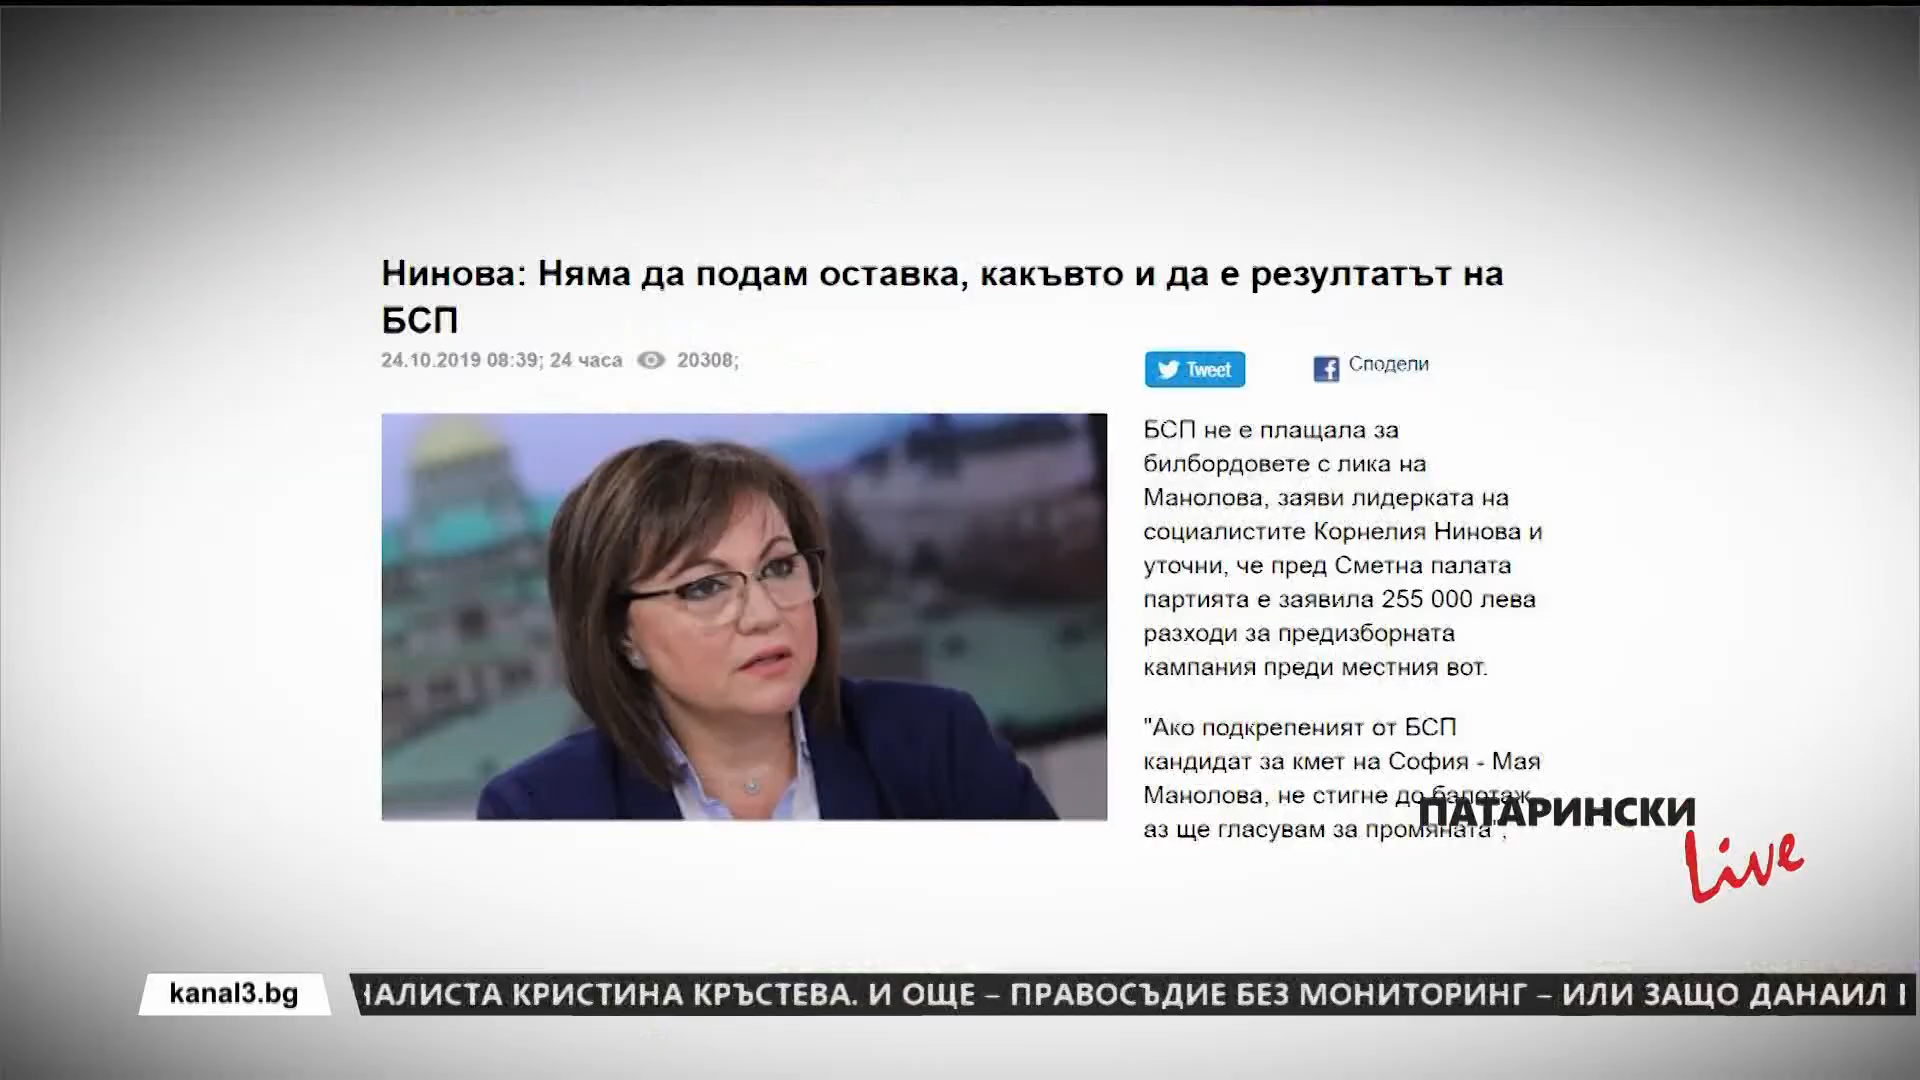 Нинова: Няма да подам оставка, какъвто и да е резултатът на
БСП
24.10.2019 08:39; 24 часа 20308;
Tweet
Сподели
БСП не е плащала за
билбордовете с лика на
Манолова, заяви лидерката на
социалистите Корнелия Нинова и
уточни, че пред Сметна палата
партията е заявила 255 000 лева
разходи за предизборната
кампания преди местния вот.
"Ако подкрепеният от БСП
кандидат за кмет на София - Мая
Манолова, не стигне до балотаж,
аз ще гласувам за промяната",
ПАТАРИНСКИ
Live
kanal3.bg
КРИСТИНА КРЪСТЕВА. И ОЩЕ – ПРАВОСЪДИЕ БЕЗ МОНИТОРИНГ – ИЛИ ЗАЩО ДАНАИЛ